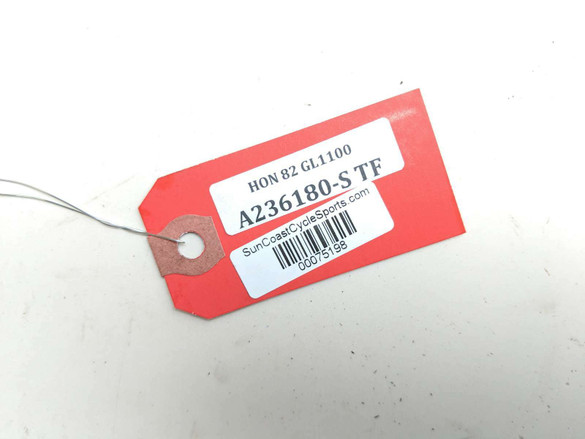 HON 82 GL1100
A236180-S TF
SunCoastCycleSports.com
00075198